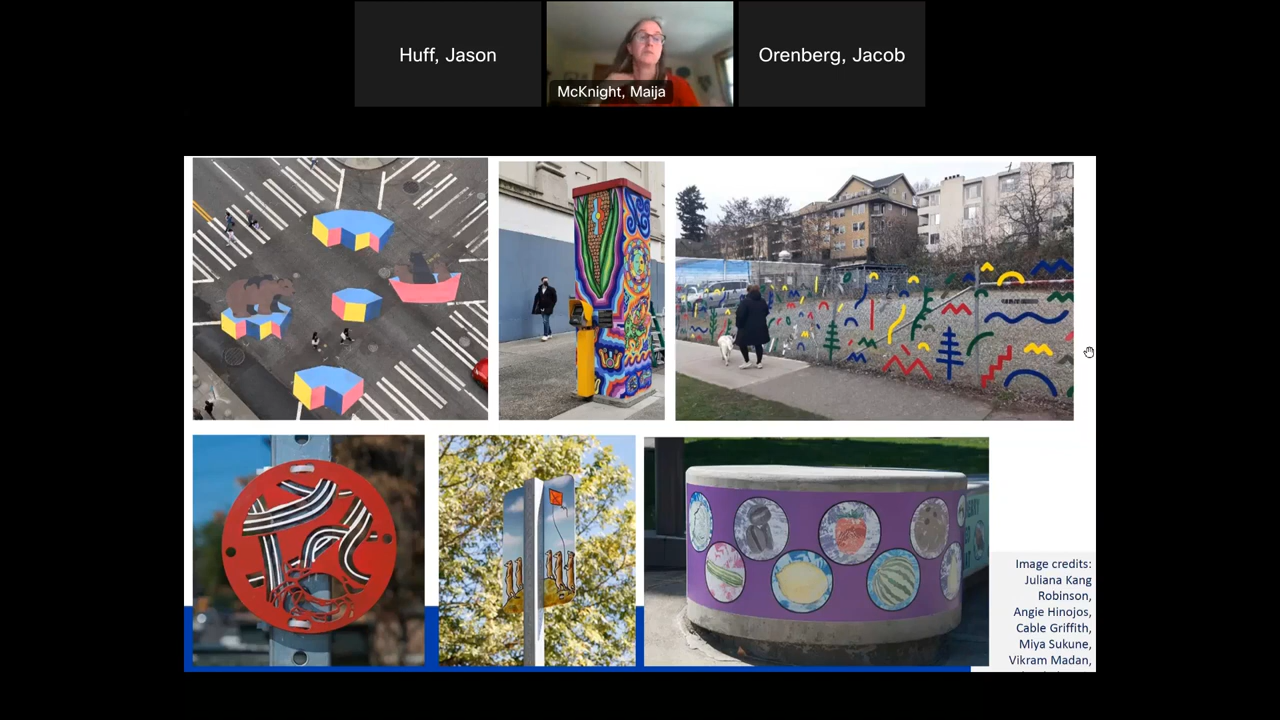 Huff, Jason
McKnight, Maija
Orenberg, Jacob
Image credits:
Juliana Kang
Robinson,
Angie Hinojos,
Cable Griffith,
Miya Sukune,
Vikram Madan,